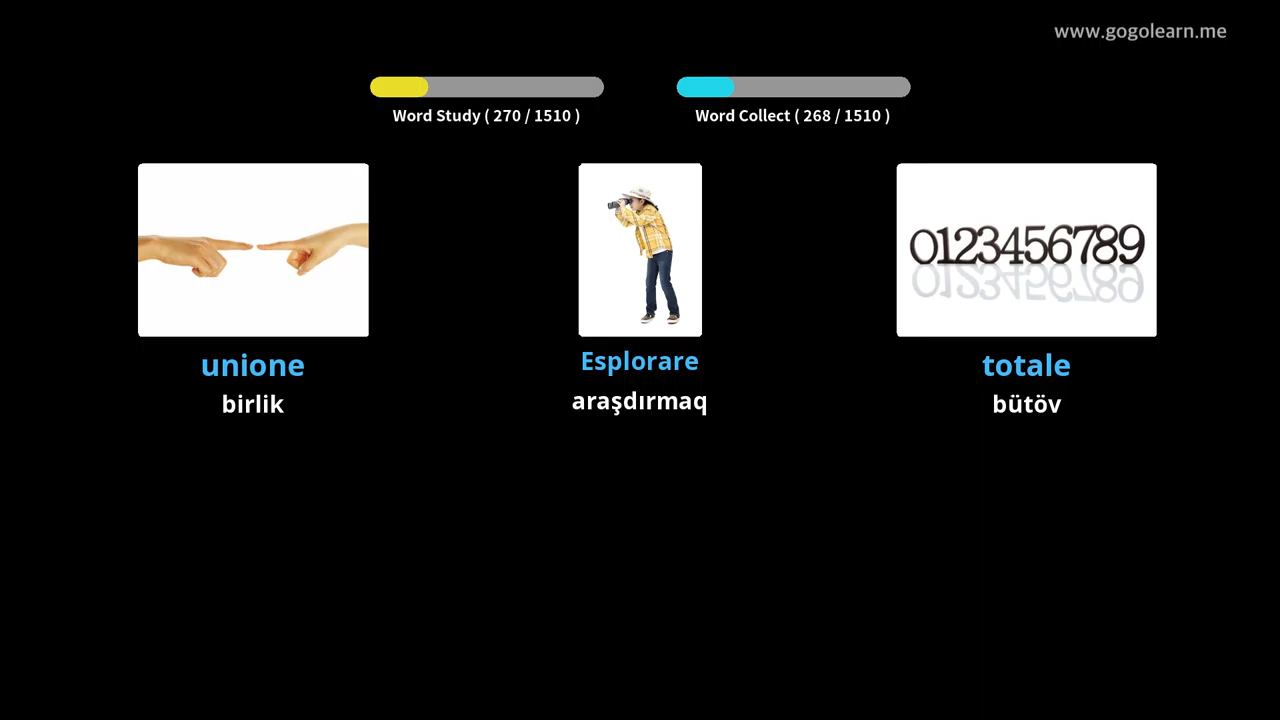 www.gogolearn.me
Word Study ( 270 / 1510 )
Word Collect ( 268 / 1510 )
0123456789
unione
birlik
Esplorare
araşdırmaq
totale
bütöv